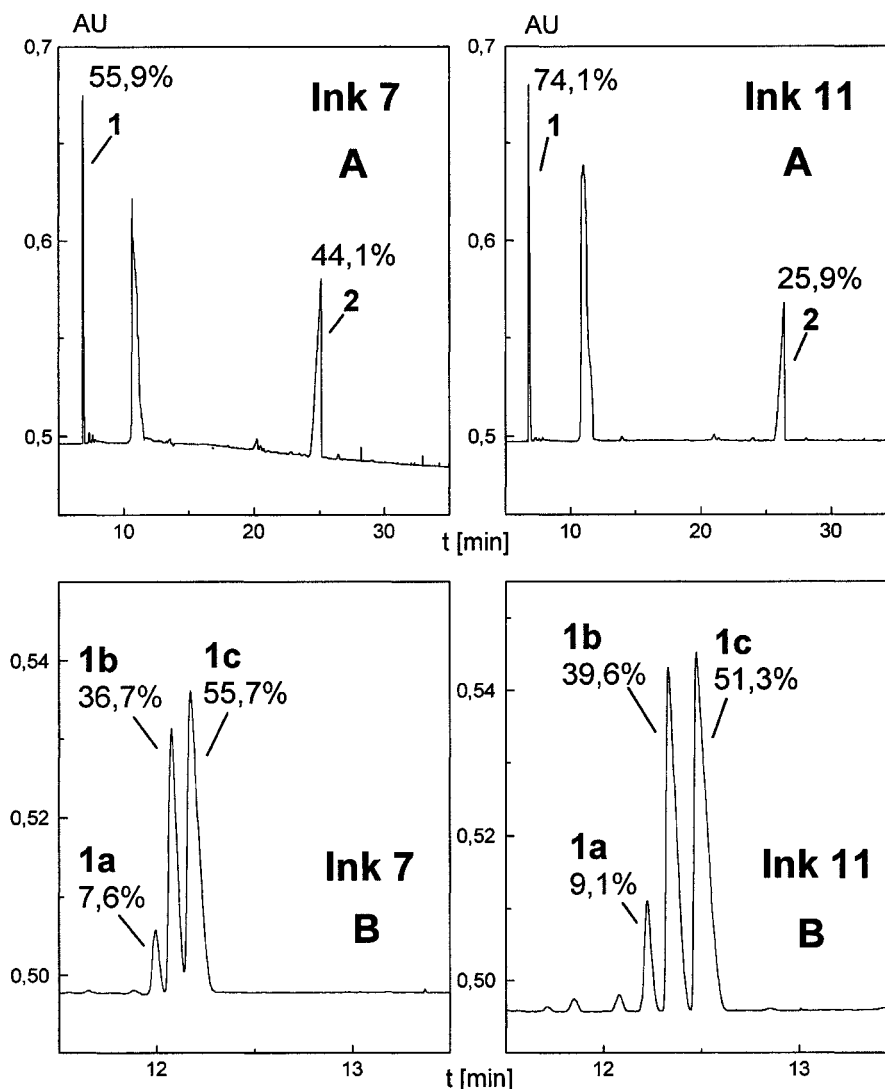 AU
0,7
0,6
0,5
10
20
30
t [min]
55,9%
1
Ink 7
A
44,1%
2
AU
0,7
0,6
0,5
10
20
30
74,1%
1
Ink 11
A
25,9%
2
0,54
0,52
0,50
12
13
t [min]
1b
36,7%
1c
55,7%
1a
7,6%
Ink 7
B
0,54
0,52
0,50
12
13
1b
39,6%
1c
51,3%
1a
9,1%
Ink 11
B